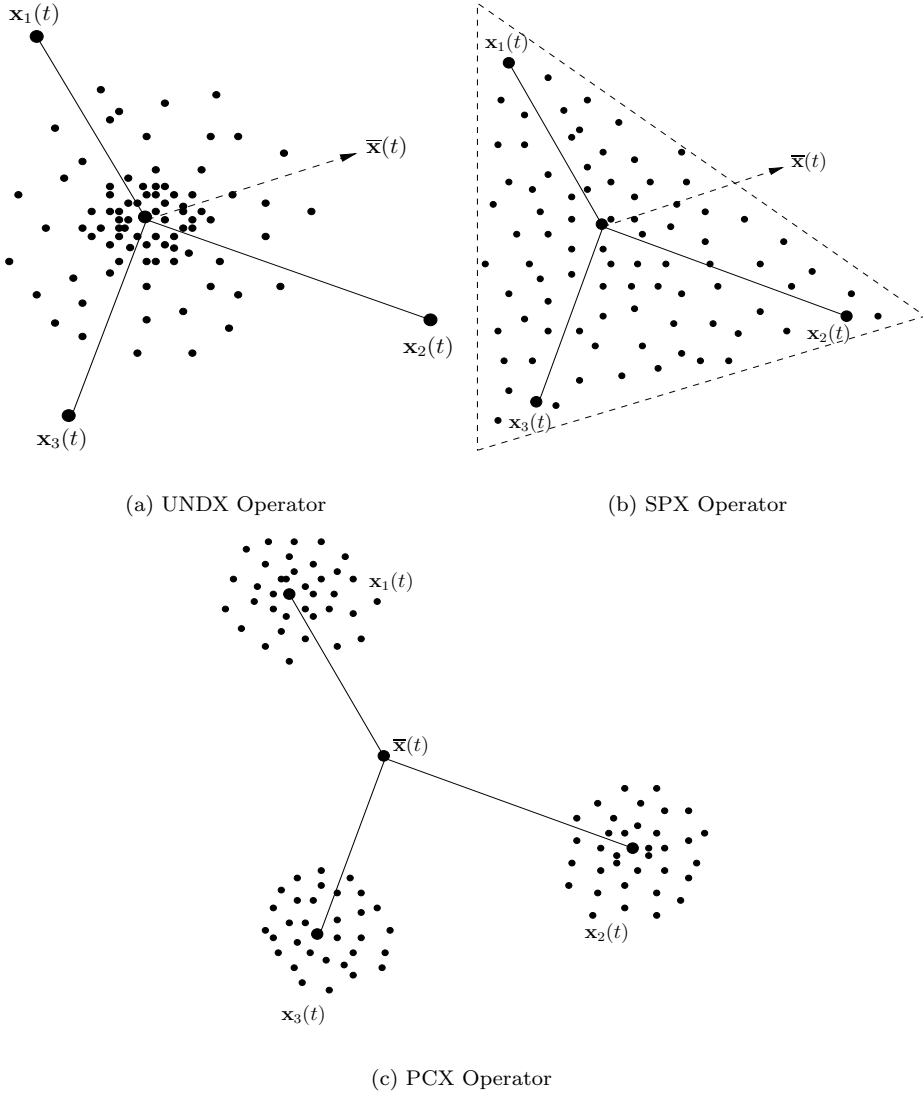 x₁(t)
x̅(t)
x₂(t)
x₃(t)
(a) UNDX Operator
x₁(t)
x̅(t)
x₂(t)
x₃(t)
(b) SPX Operator
x₁(t)
x̅(t)
x₂(t)
x₃(t)
(c) PCX Operator